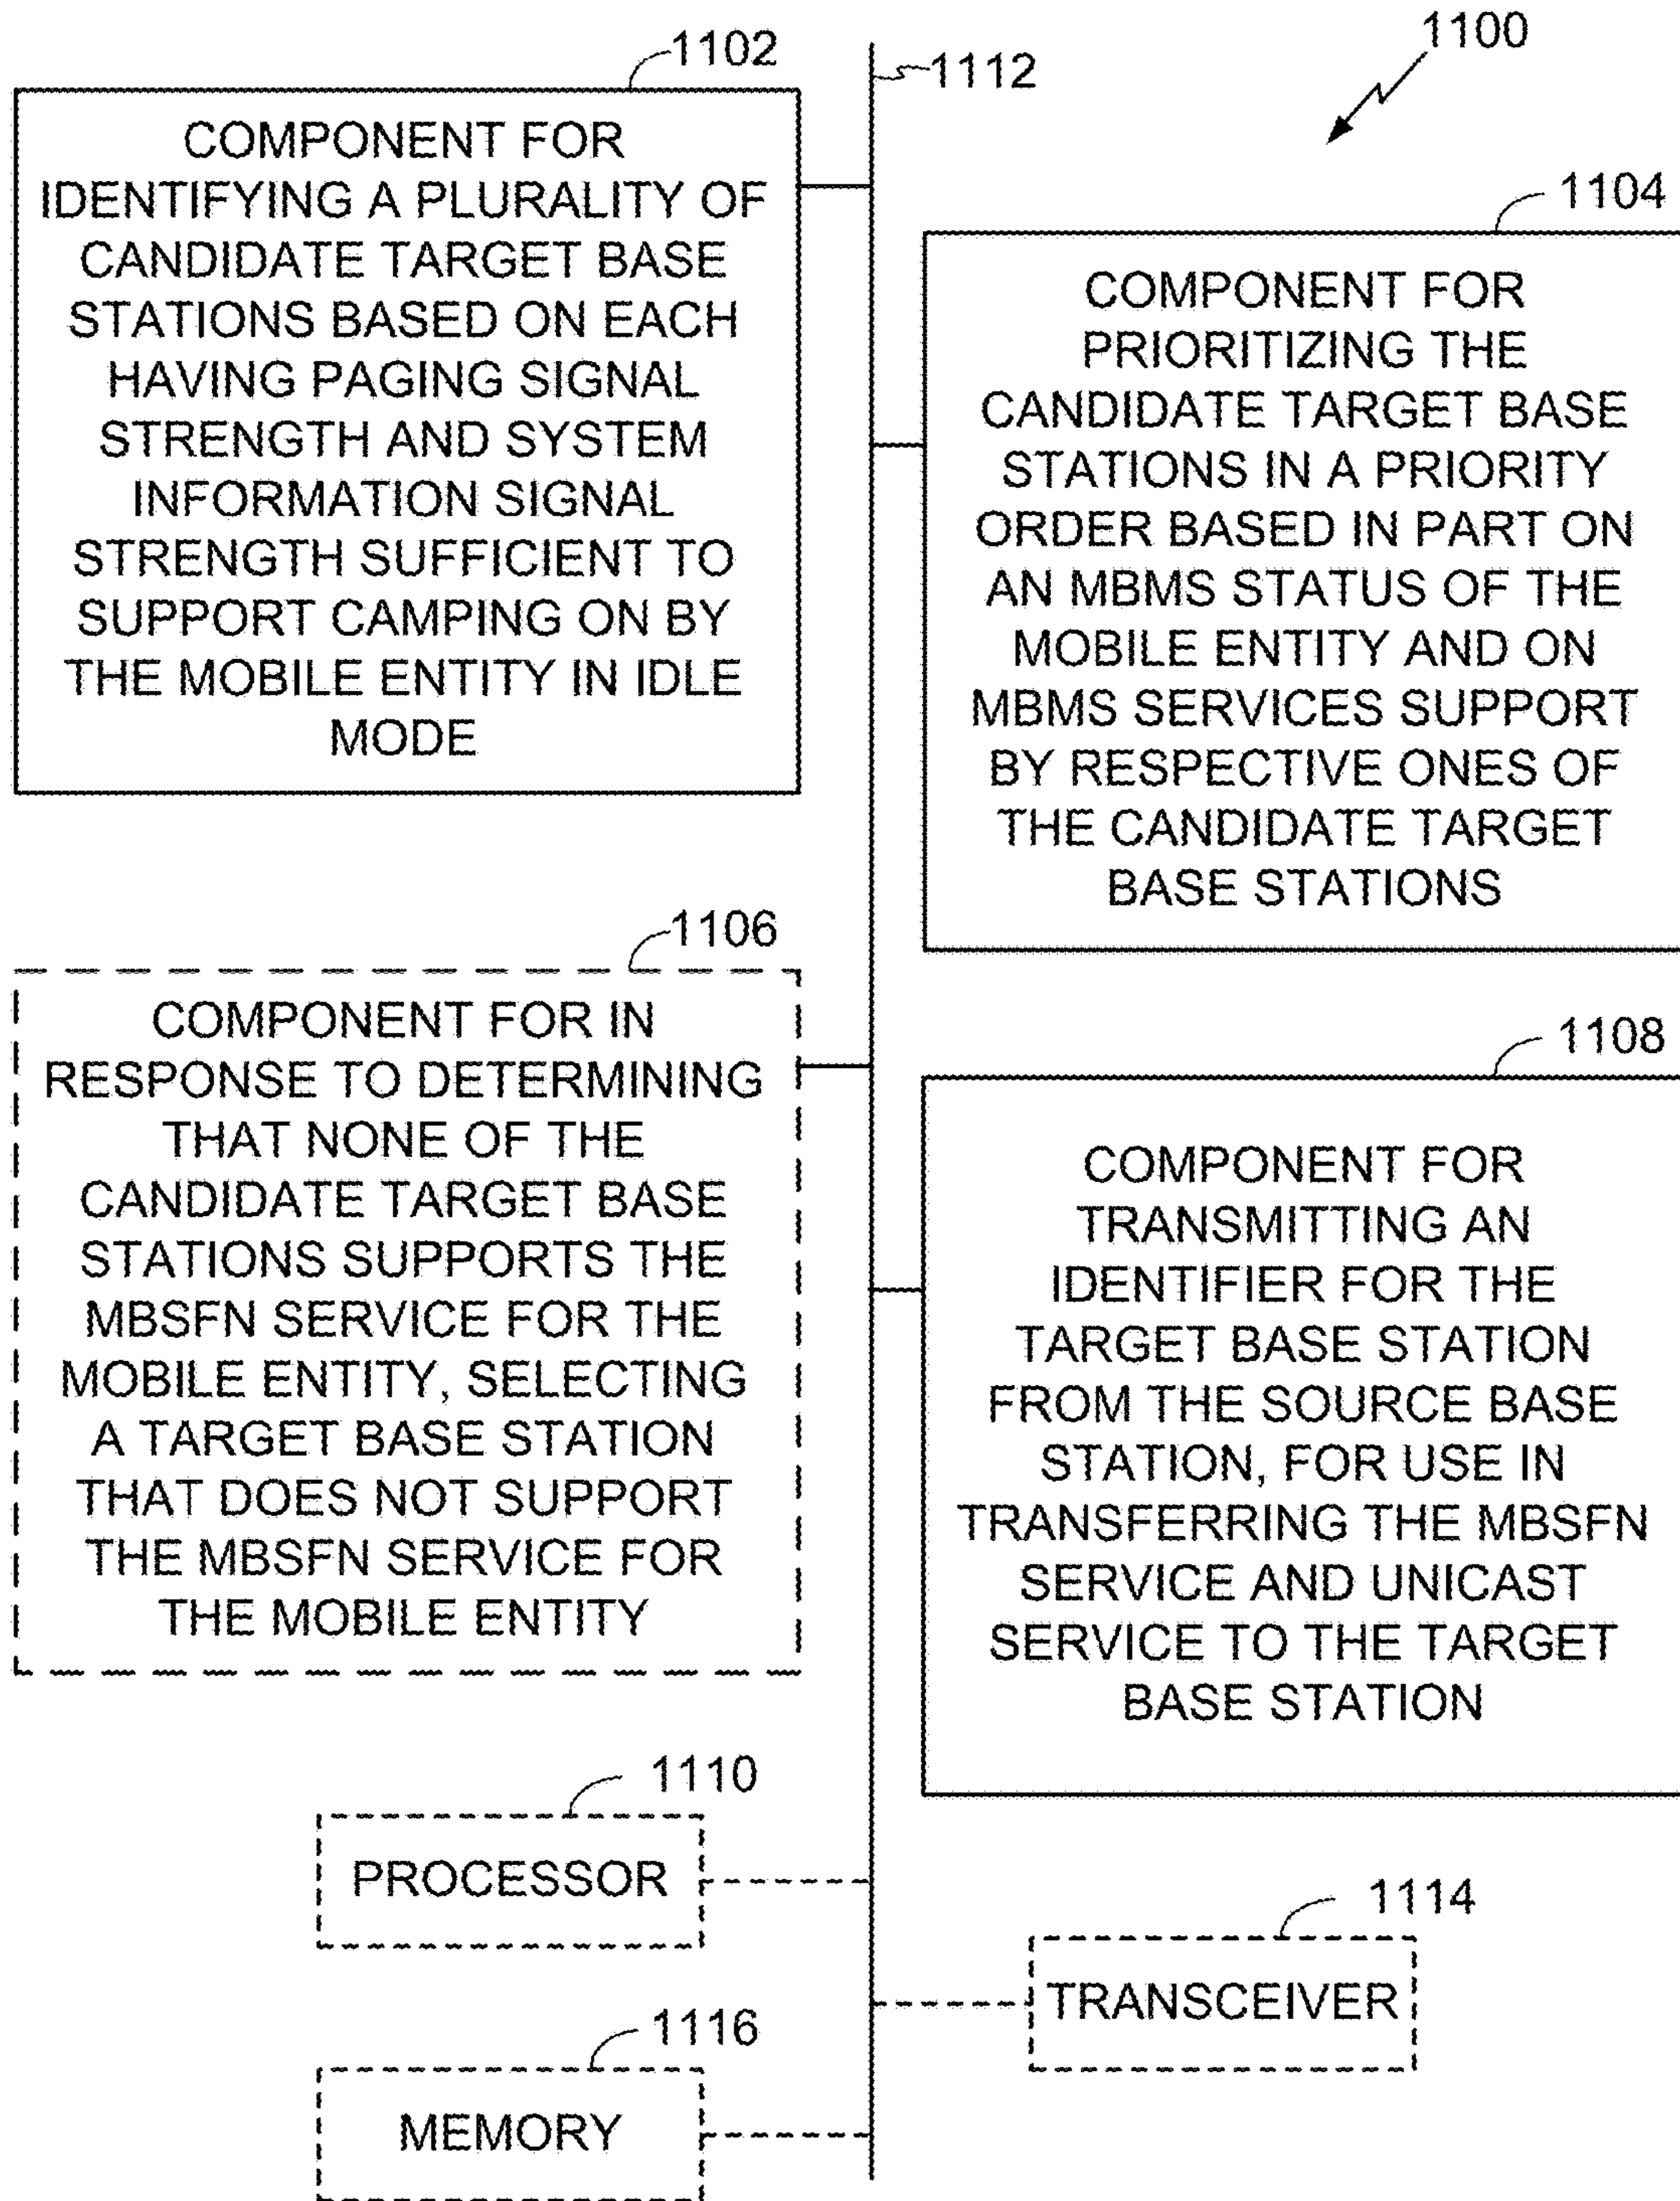 1100
1102
1112
COMPONENT FOR
IDENTIFYING A PLURALITY OF
CANDIDATE TARGET BASE
STATIONS BASED ON EACH
HAVING PAGING SIGNAL
STRENGTH AND SYSTEM
INFORMATION SIGNAL
STRENGTH SUFFICIENT TO
SUPPORT CAMPING ON BY
THE MOBILE ENTITY IN IDLE
MODE
1104
COMPONENT FOR
PRIORITIZING THE
CANDIDATE TARGET BASE
STATIONS IN A PRIORITY
ORDER BASED IN PART ON
AN MBMS STATUS OF THE
MOBILE ENTITY AND ON
MBMS SERVICES SUPPORT
BY RESPECTIVE ONES OF
THE CANDIDATE TARGET
BASE STATIONS
1106
COMPONENT FOR IN
RESPONSE TO DETERMINING
THAT NONE OF THE
CANDIDATE TARGET BASE
STATIONS SUPPORTS THE
MBSFN SERVICE FOR THE
MOBILE ENTITY, SELECTING
A TARGET BASE STATION
THAT DOES NOT SUPPORT
THE MBSFN SERVICE FOR
THE MOBILE ENTITY
1108
COMPONENT FOR
TRANSMITTING AN
IDENTIFIER FOR THE
TARGET BASE STATION
FROM THE SOURCE BASE
STATION, FOR USE IN
TRANSFERRING THE MBSFN
SERVICE AND UNICAST
SERVICE TO THE TARGET
BASE STATION
1110
PROCESSOR
1114
TRANSCEIVER
1116
MEMORY